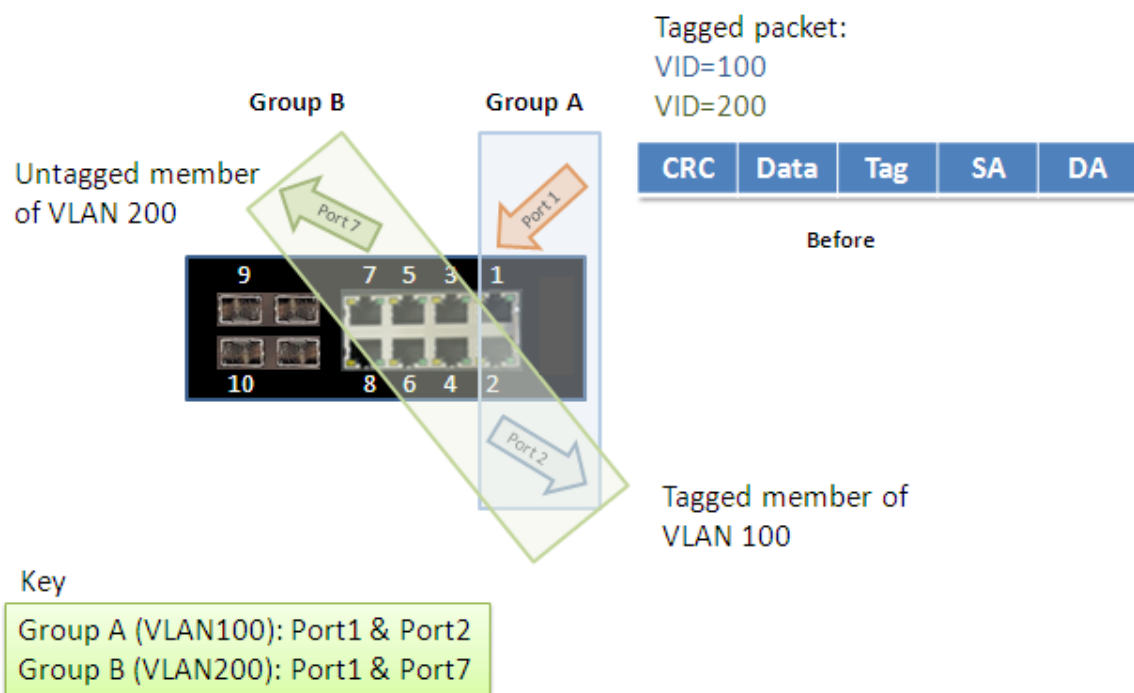 Tagged packet:
VID=100
VID=200
Group B
Group A
CRC Data Tag SA DA
Before
Untagged member
of VLAN 200
Port 7
Port 1
9 7 5 3 1
10 8 6 4 2
Port 2
Tagged member of
VLAN 100
Key
Group A (VLAN100): Port1 & Port2
Group B (VLAN200): Port1 & Port7